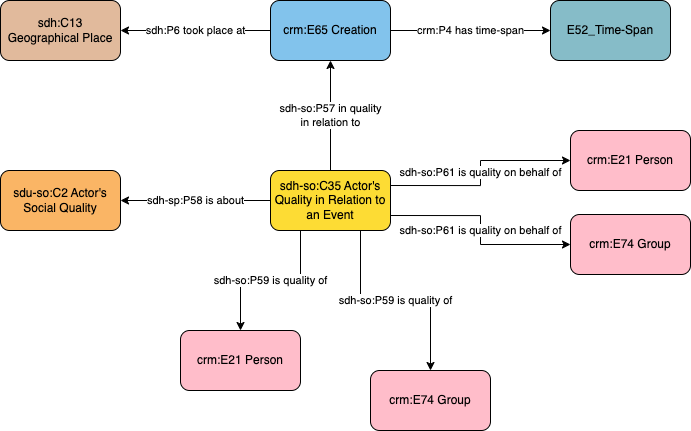 sdh:C13
Geographical Place
sdh:P6 took place at
crm:E65 Creation
crm:P4 has time-span
E52_Time-Span
sdh-so:P57 in quality
in relation to
sdu-so:C2 Actor's
Social Quality
sdh-sp:P58 is about
sdh-so:C35 Actor's
Quality in Relation to
an Event
sdh-so:P61 is quality on behalf of
crm:E21 Person
sdh-so:P61 is quality on behalf of
crm:E74 Group
sdh-so:P59 is quality of
sdh-so:P59 is quality of
crm:E21 Person
crm:E74 Group